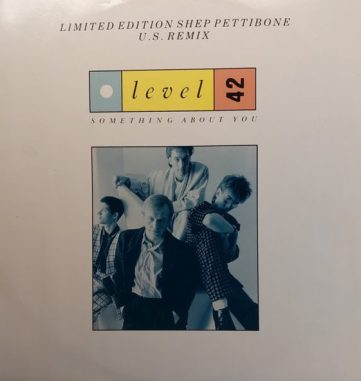 LIMITED EDITION SHEP PETTIBONE
U.S. REMIX
level 42
SOMETHING ABOUT YOU